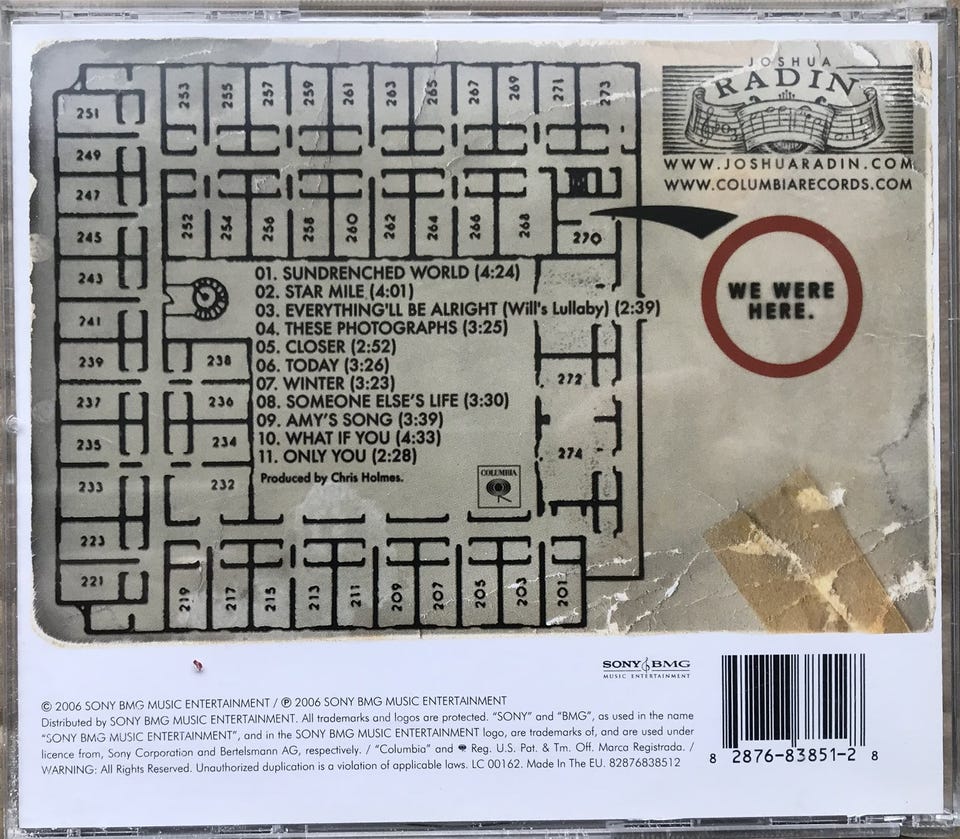 JOSHUA
RADIN
WWW.JOSHUARADIN.COM
WWW.COLUMBIARECORDS.COM
WE WERE
HERE.
251
253
255
257
259
261
263
265
267
269
271
273
249
247
245
243
241
239
237
235
233
223
221
252
254
256
258
260
262
264
266
268
270
238
236
234
232
272
274
01. SUNDRENCHED WORLD (4:24)
02. STAR MILE (4:01)
03. EVERYTHING'LL BE ALRIGHT (Will's Lullaby) (2:39)
04. THESE PHOTOGRAPHS (3:25)
05. CLOSER (2:52)
06. TODAY (3:26)
07. WINTER (3:23)
08. SOMEONE ELSE'S LIFE (3:30)
09. AMY'S SONG (3:39)
10. WHAT IF YOU (4:33)
11. ONLY YOU (2:28)
Produced by Chris Holmes.
COLUMBIA
219
217
215
213
211
209
207
205
203
201
SONY BMG
MUSIC ENTERTAINMENT
© 2006 SONY BMG MUSIC ENTERTAINMENT / ℗ 2006 SONY BMG MUSIC ENTERTAINMENT
Distributed by SONY BMG MUSIC ENTERTAINMENT. All trademarks and logos are protected. “SONY” and “BMG”, as used in the name
“SONY BMG MUSIC ENTERTAINMENT”, and in the SONY BMG MUSIC ENTERTAINMENT logo, are trademarks of, and are used under
licence from, Sony Corporation and Bertelsmann AG, respectively. / “Columbia” and Reg. U.S. Pat. & Tm. Off. Marca Registrada. /
WARNING: All Rights Reserved. Unauthorized duplication is a violation of applicable laws. LC 00162. Made In The EU. 82876838512
8 2876-83851-2 8